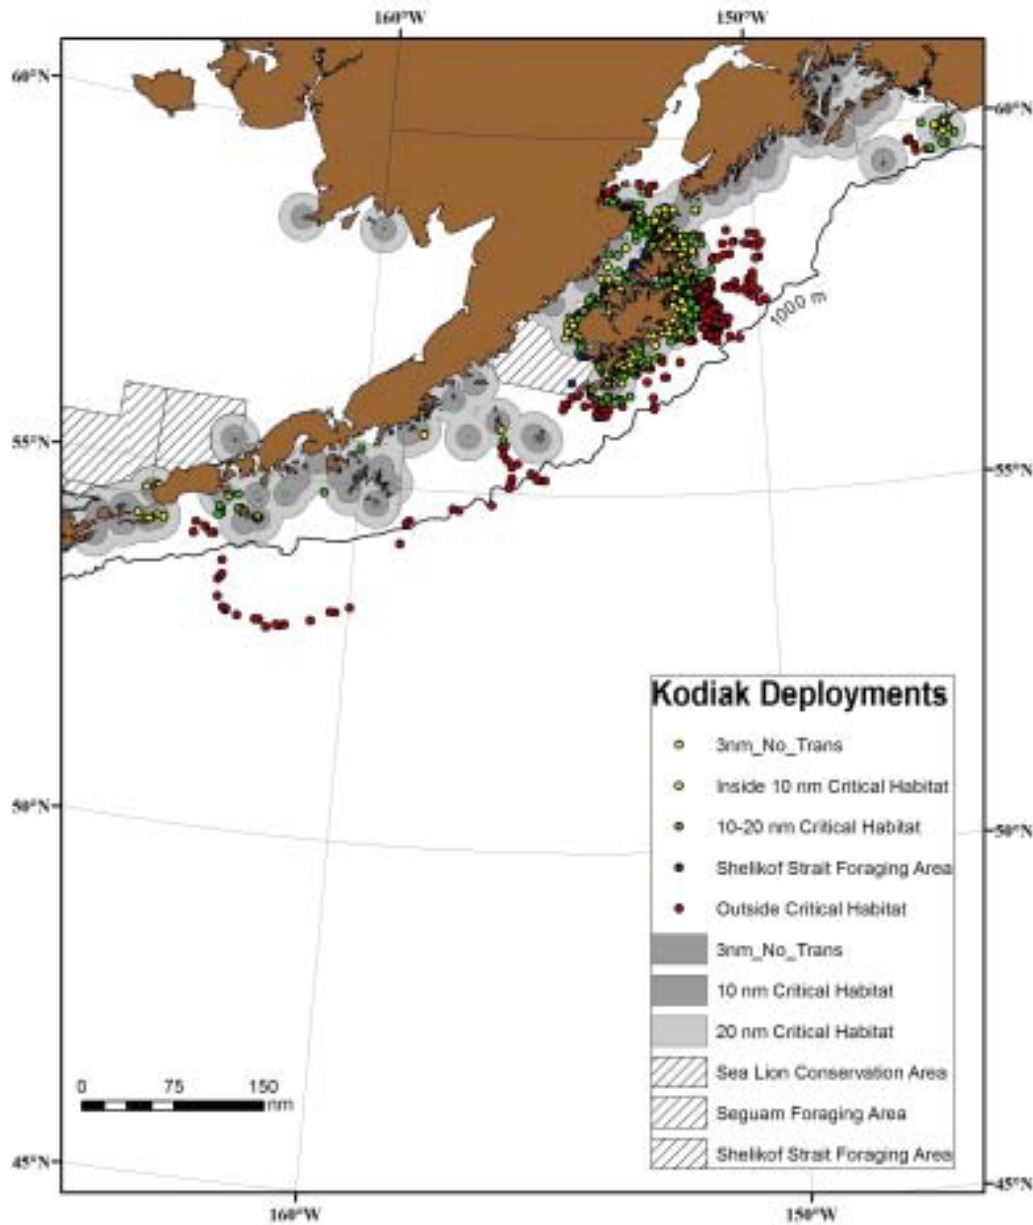 160°W 150°W
60°N
60°N
1000 m
55°N
55°N
Kodiak Deployments
3nm_No_Trans
Inside 10 nm Critical Habitat
50°N
10-20 nm Critical Habitat
50°N
Shelikof Strait Foraging Area
Outside Critical Habitat
3nm_No_Trans
10 nm Critical Habitat
20 nm Critical Habitat
Sea Lion Conservation Area
0 75 150
nm
Seguam Foraging Area
Shelikof Strait Foraging Area
45°N
45°N
160°W 150°W